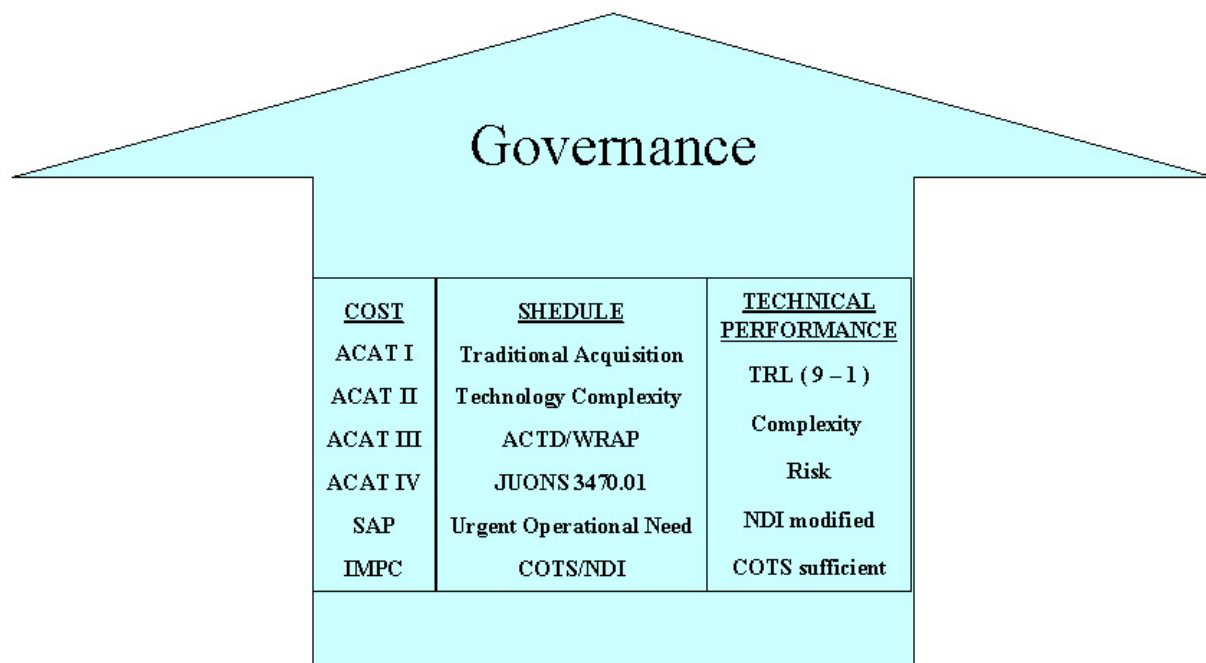 Governance
COST
ACAT I
ACAT II
ACAT III
ACAT IV
SAP
IMPC
SHEDULE
Traditional Acquisition
Technology Complexity
ACTD/WRAP
JUONS 3470.01
Urgent Operational Need
COTS/NDI
TECHNICAL
PERFORMANCE
TRL ( 9 – 1 )
Complexity
Risk
NDI modified
COTS sufficient